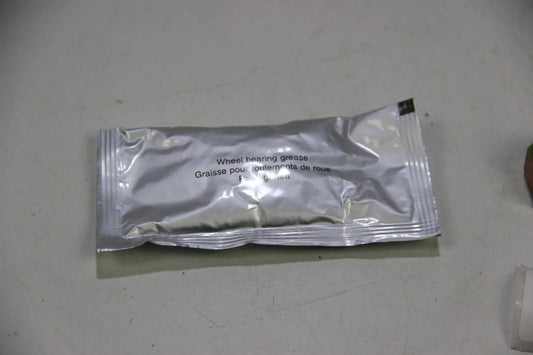 Wheel bearing grease
Graisse pour roulements de roue